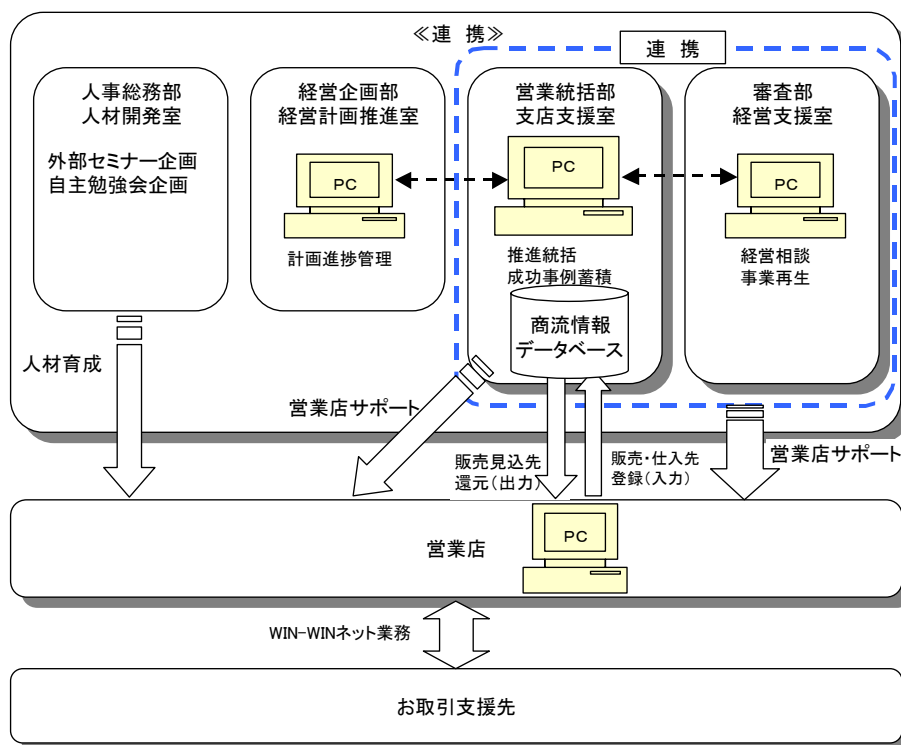 ≪連 携≫
連 携
人事総務部
人材開発室
外部セミナー企画
自主勉強会企画
経営企画部
経営計画推進室
PC
計画進捗管理
営業統括部
支店支援室
PC
推進統括
成功事例蓄積
商流情報
データベース
審査部
経営支援室
PC
経営相談
事業再生
人材育成
営業店サポート
販売見込先
還元(出力)
販売・仕入先
登録(入力)
営業店サポート
営業店
PC
WIN-WINネット業務
お取引支援先